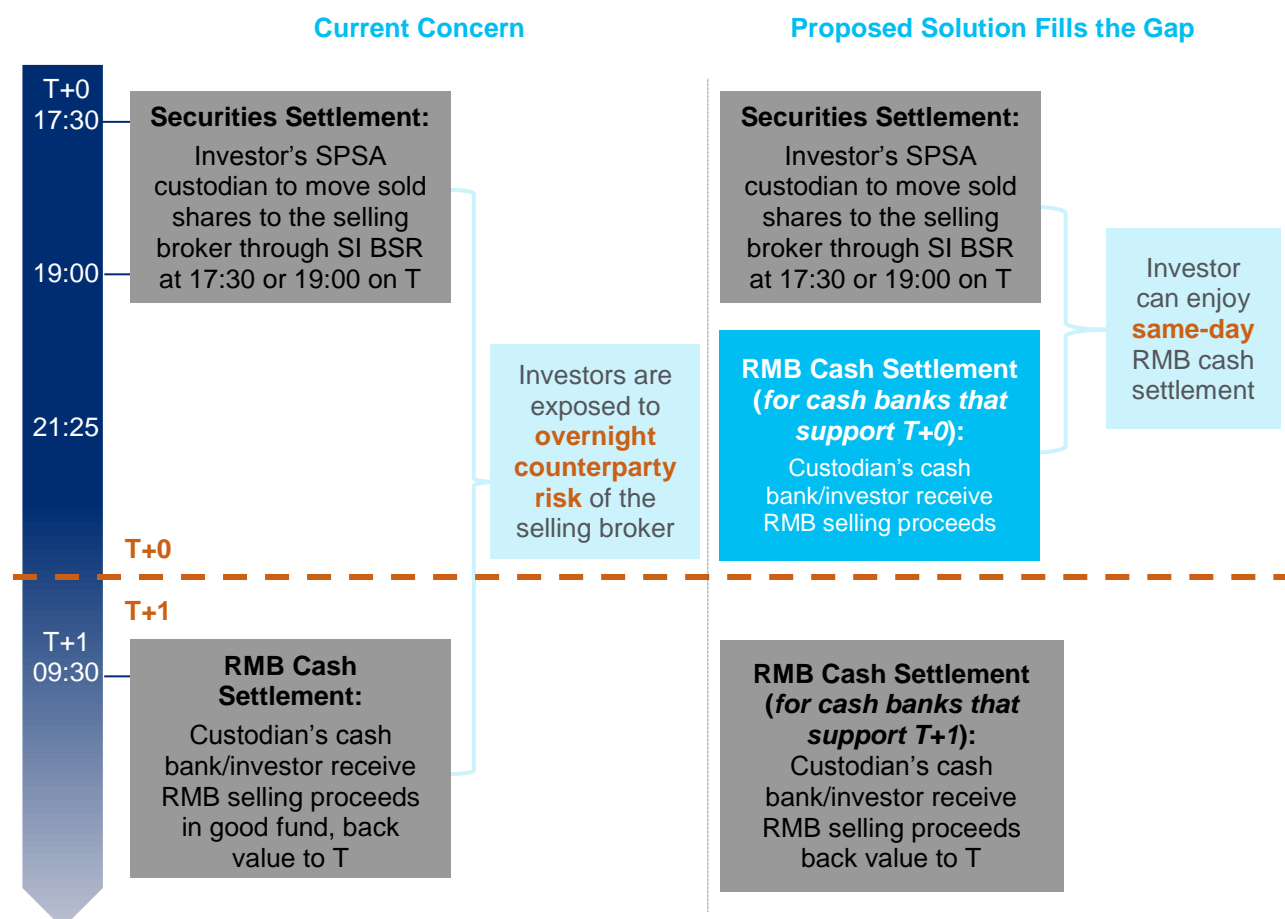 Current Concern
Proposed Solution Fills the Gap
T+0
17:30
19:00
21:25
T+0
T+1
T+1
09:30
Securities Settlement:
Investor's SPSA
custodian to move sold
shares to the selling
broker through SI BSR
at 17:30 or 19:00 on T
Investors are
exposed to
overnight
counterparty
risk of the
selling broker
RMB Cash
Settlement:
Custodian's cash
bank/investor receive
RMB selling proceeds
in good fund, back
value to T
Securities Settlement:
Investor's SPSA
custodian to move sold
shares to the selling
broker through SI BSR
at 17:30 or 19:00 on T
RMB Cash Settlement
(for cash banks that
support T+0):
Custodian's cash
bank/investor receive
RMB selling proceeds
Investor
can enjoy
same-day
RMB cash
settlement
RMB Cash Settlement
(for cash banks that
support T+1):
Custodian's cash
bank/investor receive
RMB selling proceeds
back value to T